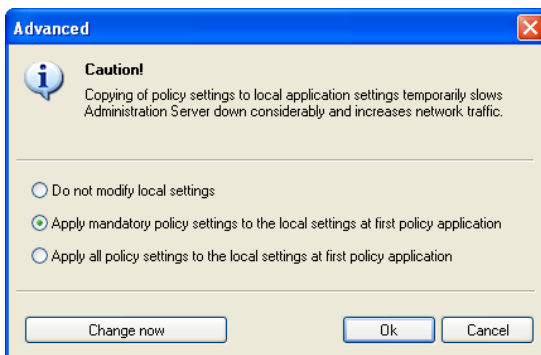 Advanced
Caution!
Copying of policy settings to local application settings temporarily slows
Administration Server down considerably and increases network traffic.
Do not modify local settings
Apply mandatory policy settings to the local settings at first policy application
Apply all policy settings to the local settings at first policy application
Change now
Ok
Cancel